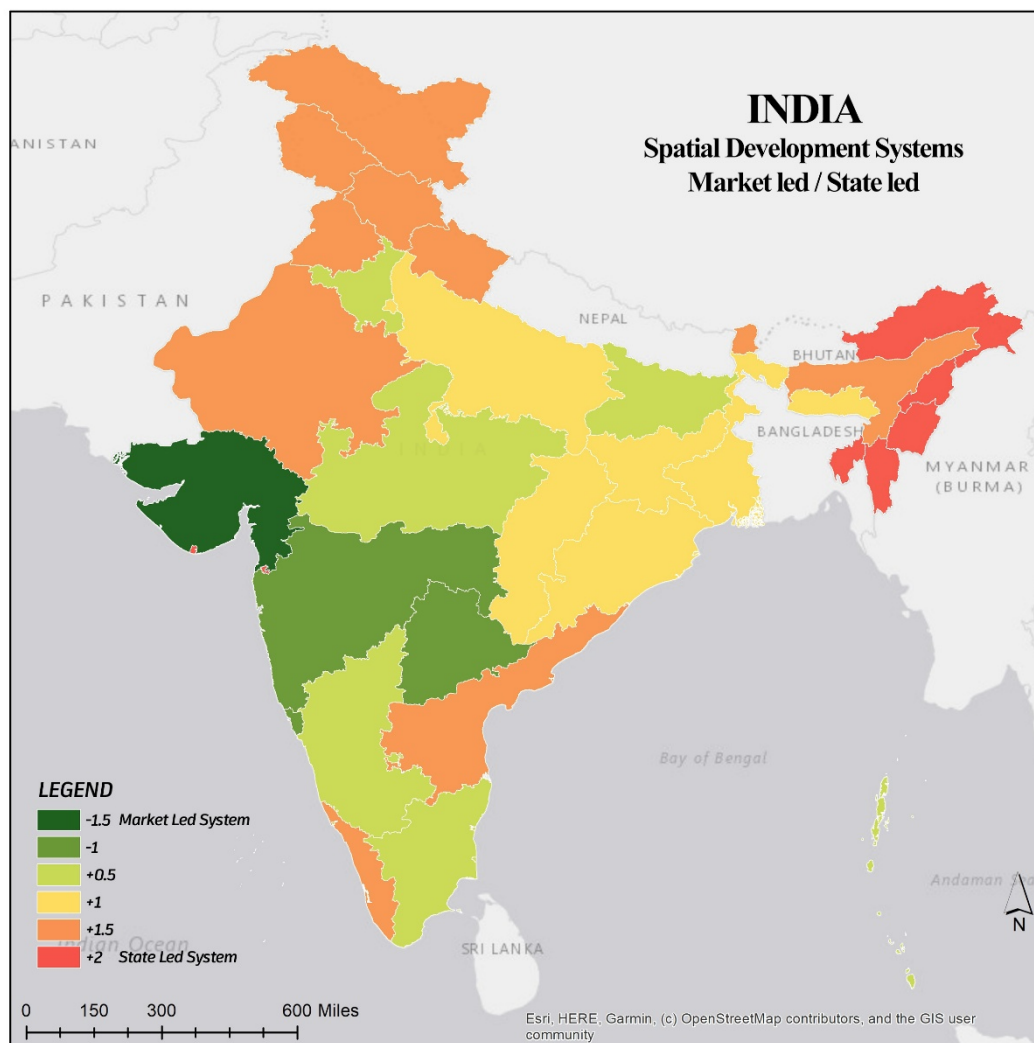 INDIA
Spatial Development Systems
Market led / State led
ANISTAN
PAKISTAN
NEPAL
BHUTAN
BANGLADESH
INDIA
MYANMAR
(BURMA)
Bay of Bengal
Andaman Sea
Indian Ocean
SRI LANKA
N
LEGEND
-1.5 Market Led System
-1
+0.5
+1
+1.5
+2 State Led System
0 150 300 600 Miles
Esri, HERE, Garmin, (c) OpenStreetMap contributors, and the GIS user
community